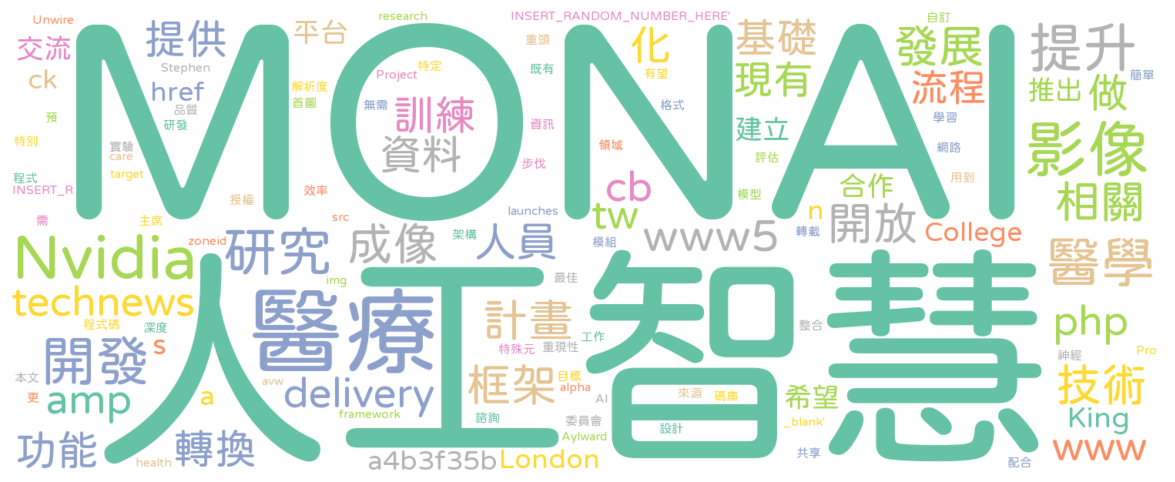 Unwire
research
INSERT_RANDOM_NUMBER_HERE'
交流
提供
平台
MONAI
化
基礎
發展
自訂
提升
ck
Stephen
href
品質
研發
預
特別
實驗
care
target
程式
INSERT_R
需
授權
主席
解析度
首圖
Project
特定
無需
訓練
資料
效率
src
重頭
既有
資訊
步伐
launches
有望
格式
領域
cb
tw
現有
建立
評估
模型
合作
n
轉載
流程
學習
網路
用到
推出
做
簡單
影像
相關
Nvidia
zoneid
研究
成像
架構
人員
模組
www5
開放
College
醫學
technews
img
人工智慧
醫療
最佳
計畫
程式碼
深度
s
特殊元
重現性
工作
整合
php
神經
Pro
開發
本文
更
amp
a
avw
delivery
framework
框架
目標
alpha
AI
來源
碼庫
希望
技術
King
功能
轉換
health
諮詢
委員會
Aylward
設計
_blank'
共享
配合
www
a4b3f35b
London